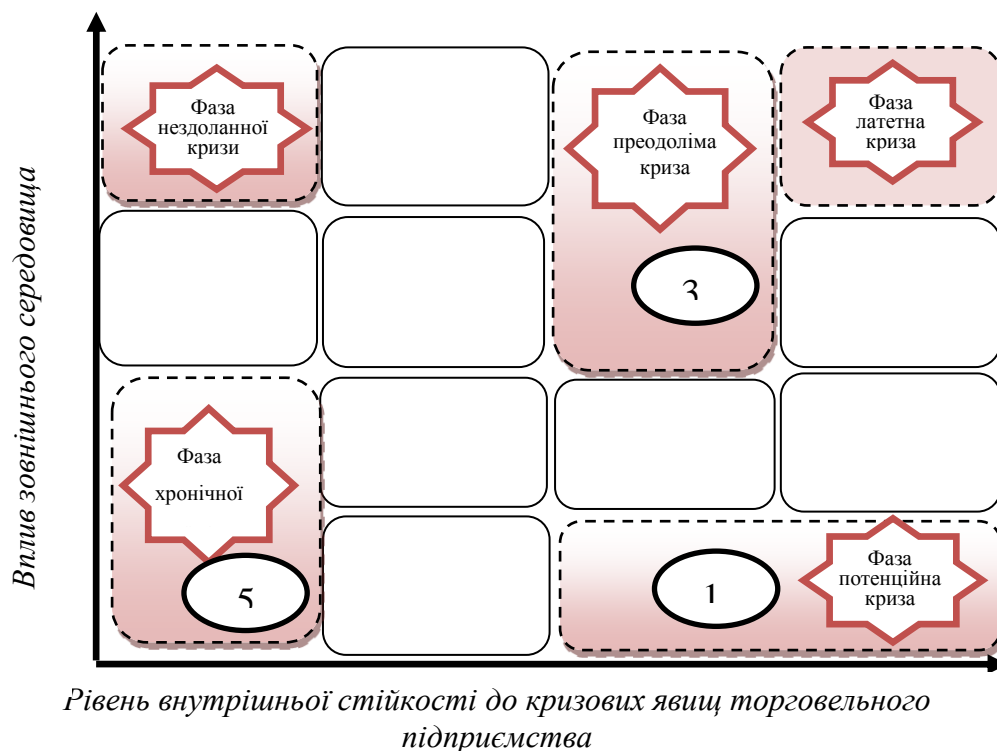 Вплив зовнішнього середовища
Фаза
нездоланної
кризи
Фаза
преодоліма
криза
Фаза
латетна
криза
3
Фаза
хронічної
5
1
Фаза
потенційна
криза
Рівень внутрішньої стійкості до кризових явищ торговельного
підприємства